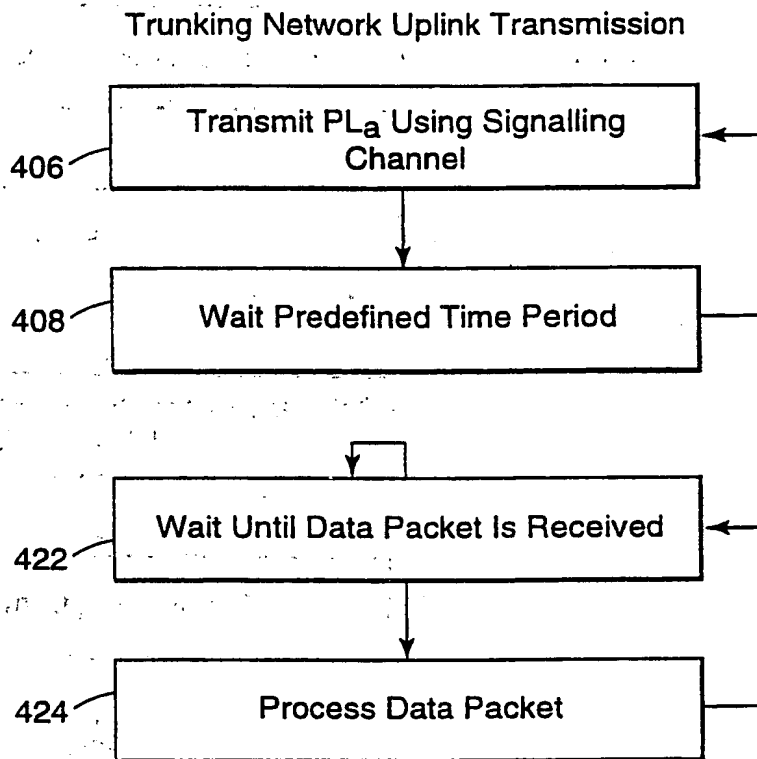 Trunking Network Uplink Transmission
Transmit PLa Using Signalling
Channel
406
408
Wait Predefined Time Period
Wait Until Data Packet Is Received
422
424
Process Data Packet